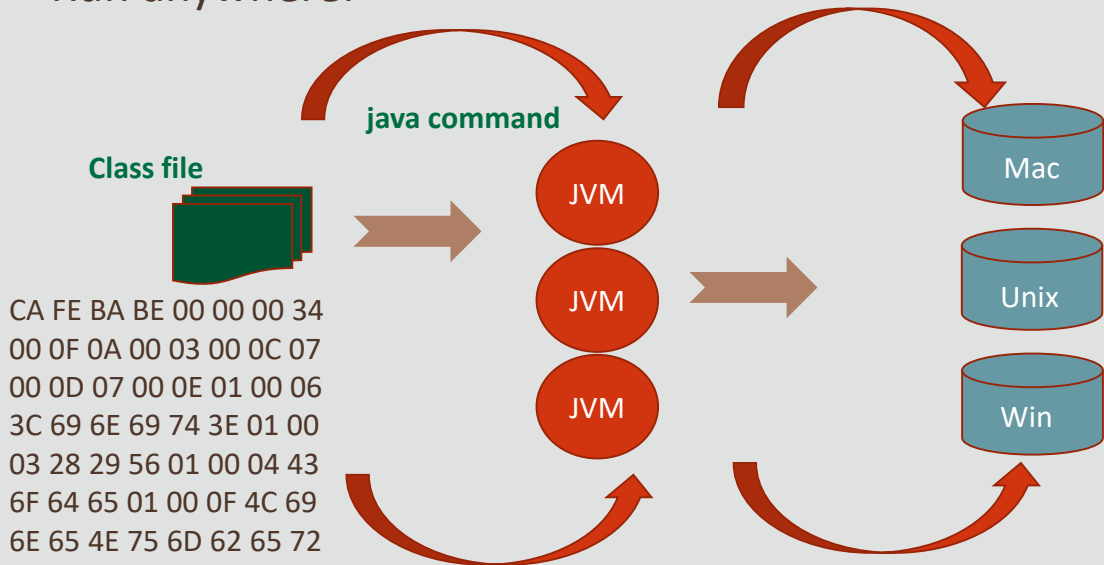 Run anywhere.
java command
Class file
JVM
JVM
JVM
Mac
Unix
Win
CA FE BA BE 00 00 00 34
00 0F 0A 00 03 00 0C 07
00 0D 07 00 0E 01 00 06
3C 69 6E 69 74 3E 01 00
03 28 29 56 01 00 04 43
6F 64 65 01 00 0F 4C 69
6E 65 4E 75 6D 62 65 72